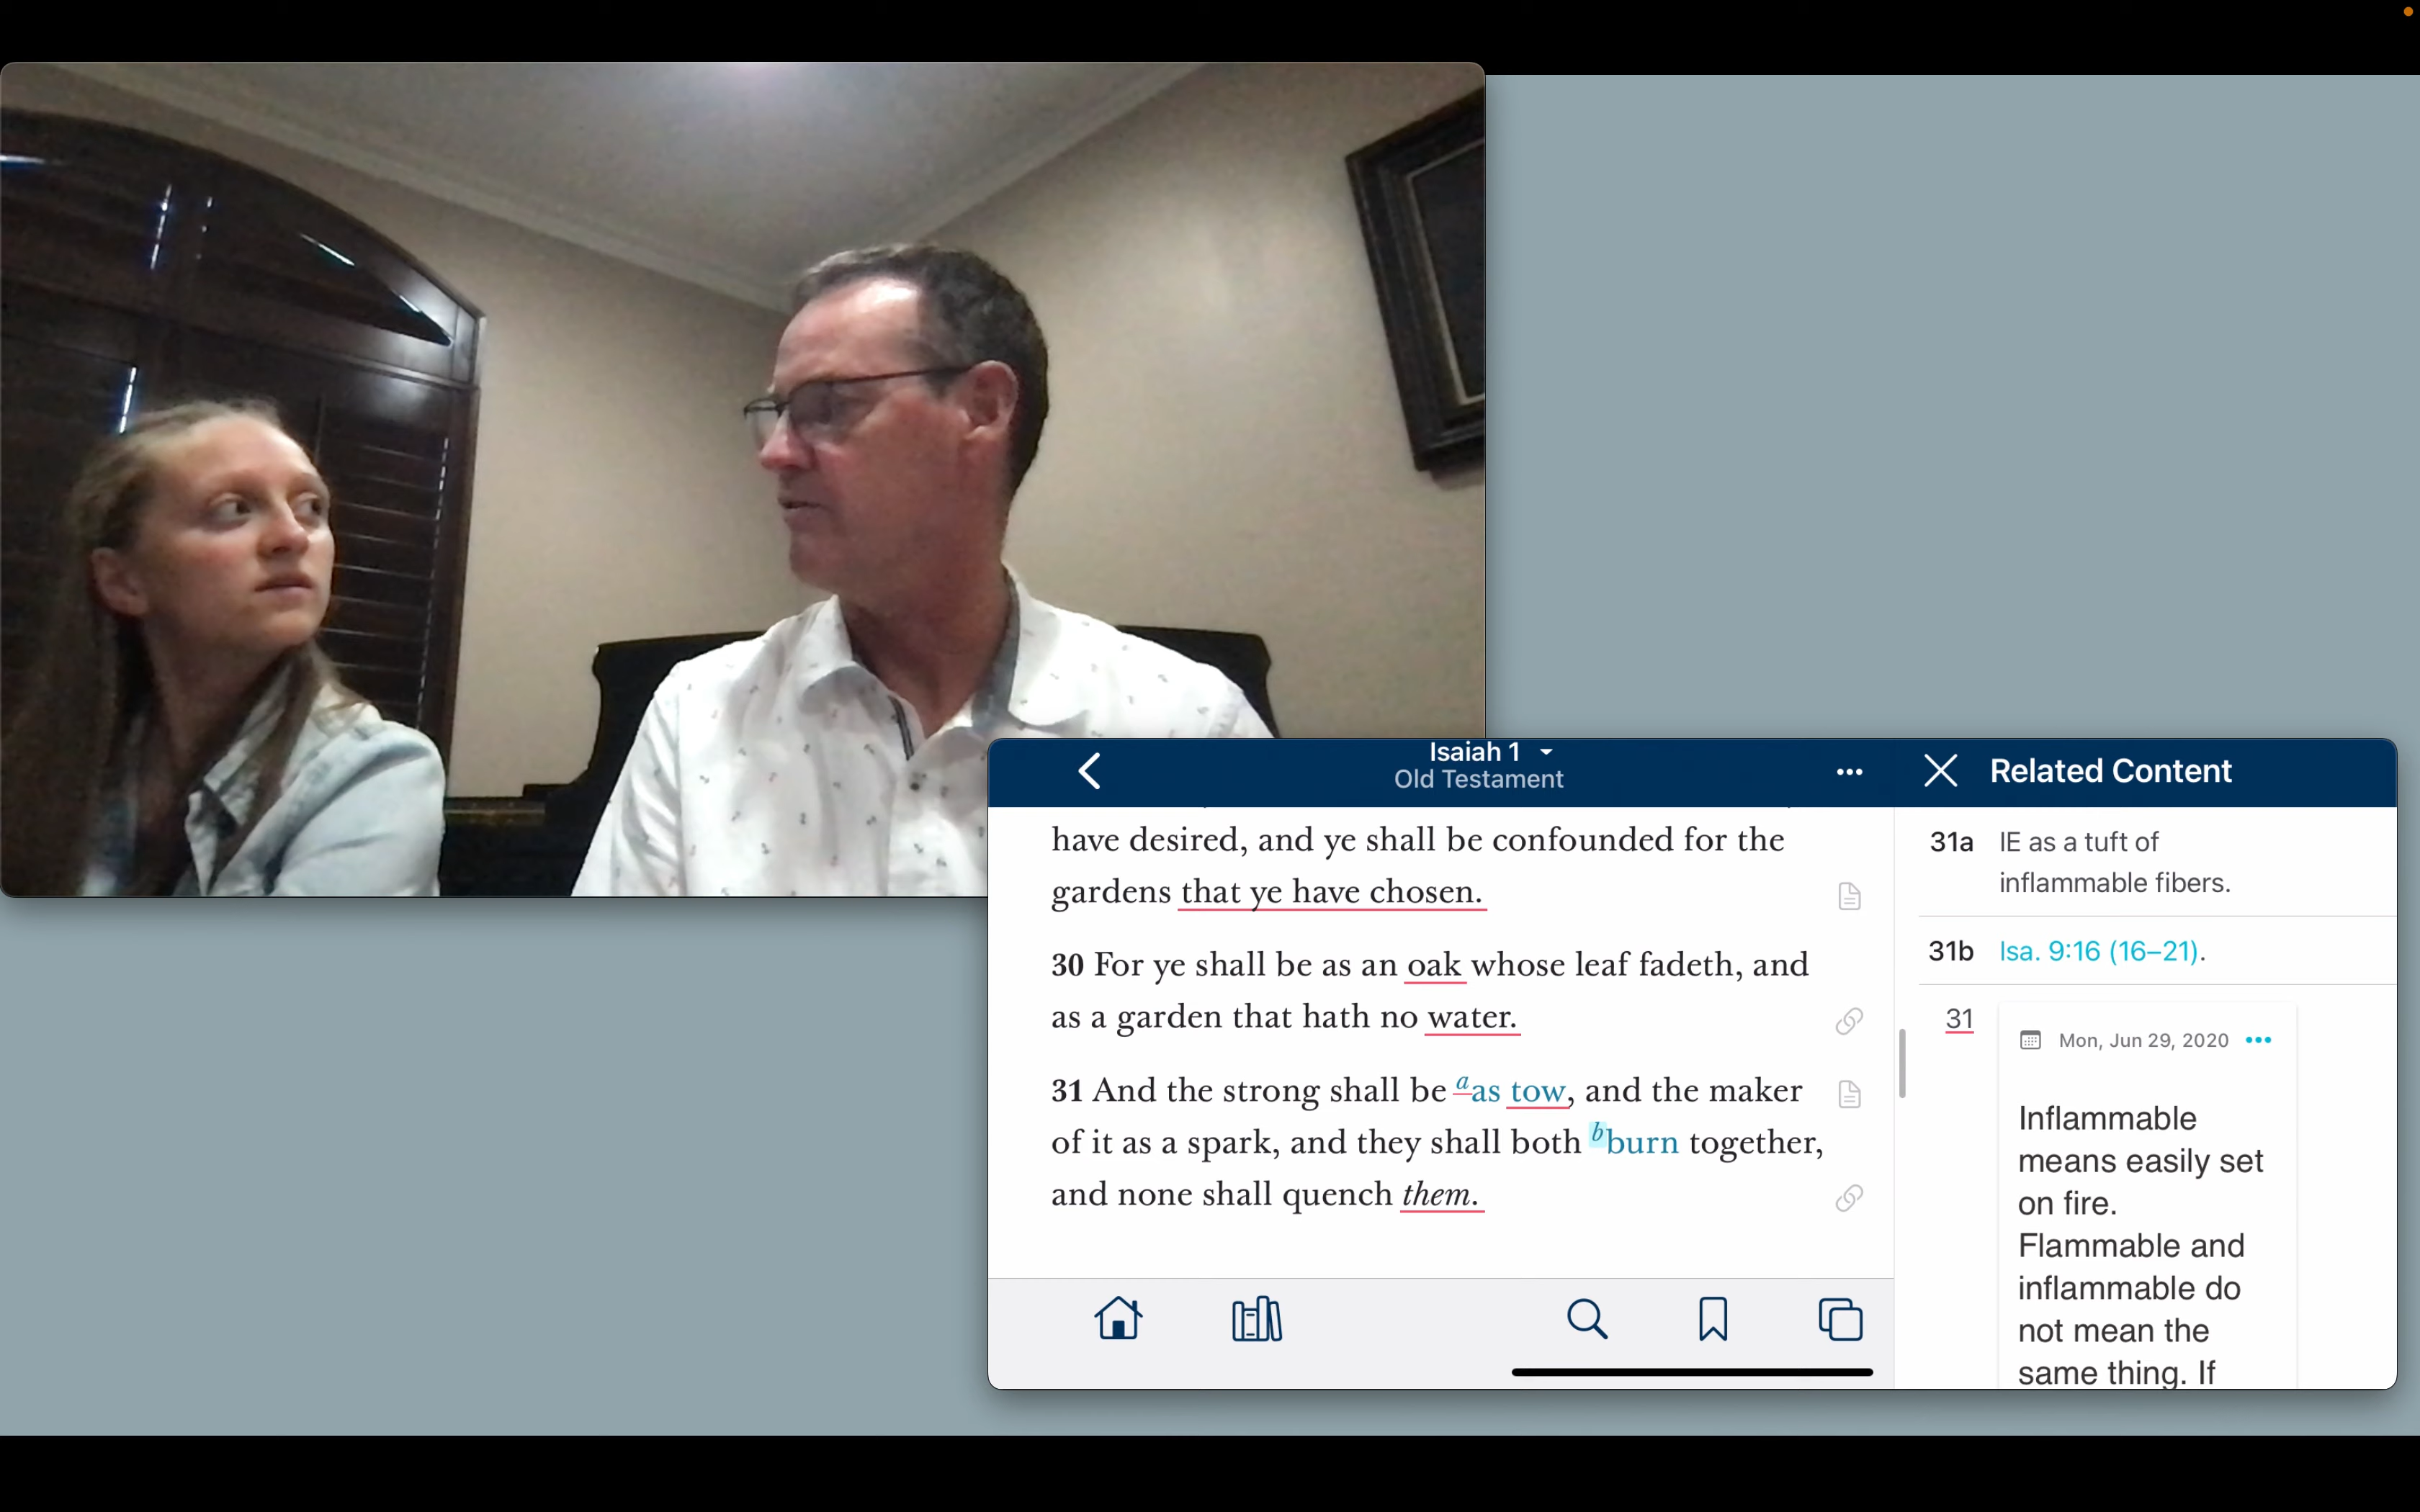 Isaiah 1
Old Testament
have desired, and ye shall be confounded for the
gardens that ye have chosen.
30 For ye shall be as an oak whose leaf fadeth, and
as a garden that hath no water.
31 And the strong shall be a as tow, and the maker
of it as a spark, and they shall both b burn together,
and none shall quench them.
Related Content
31a IE as a tuft of
inflammable fibers.
31b Isa. 9:16 (16–21).
31
Mon, Jun 29, 2020
Inflammable
means easily set
on fire.
Flammable and
inflammable do
not mean the
same thing. If